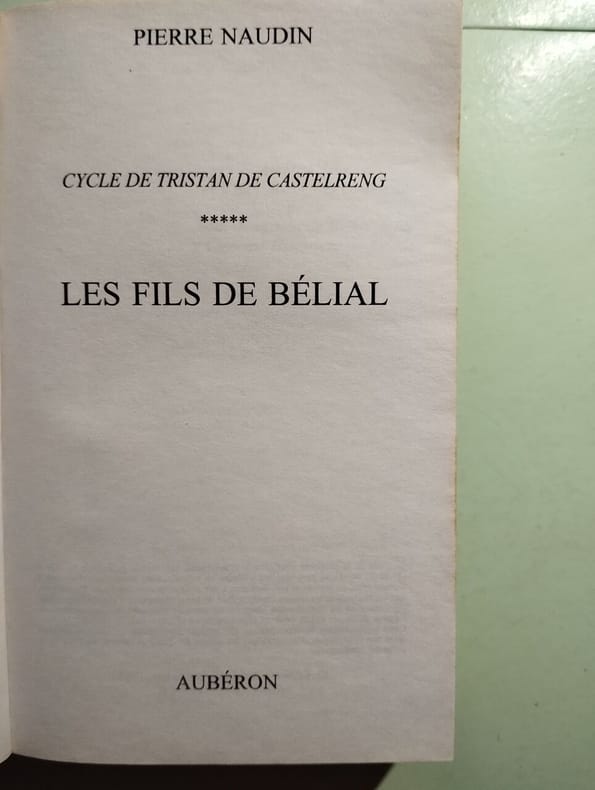 PIERRE NAUDIN
CYCLE DE TRISTAN DE CASTELRENG
*****
LES FILS DE BÉLIAL
AUBÉRON